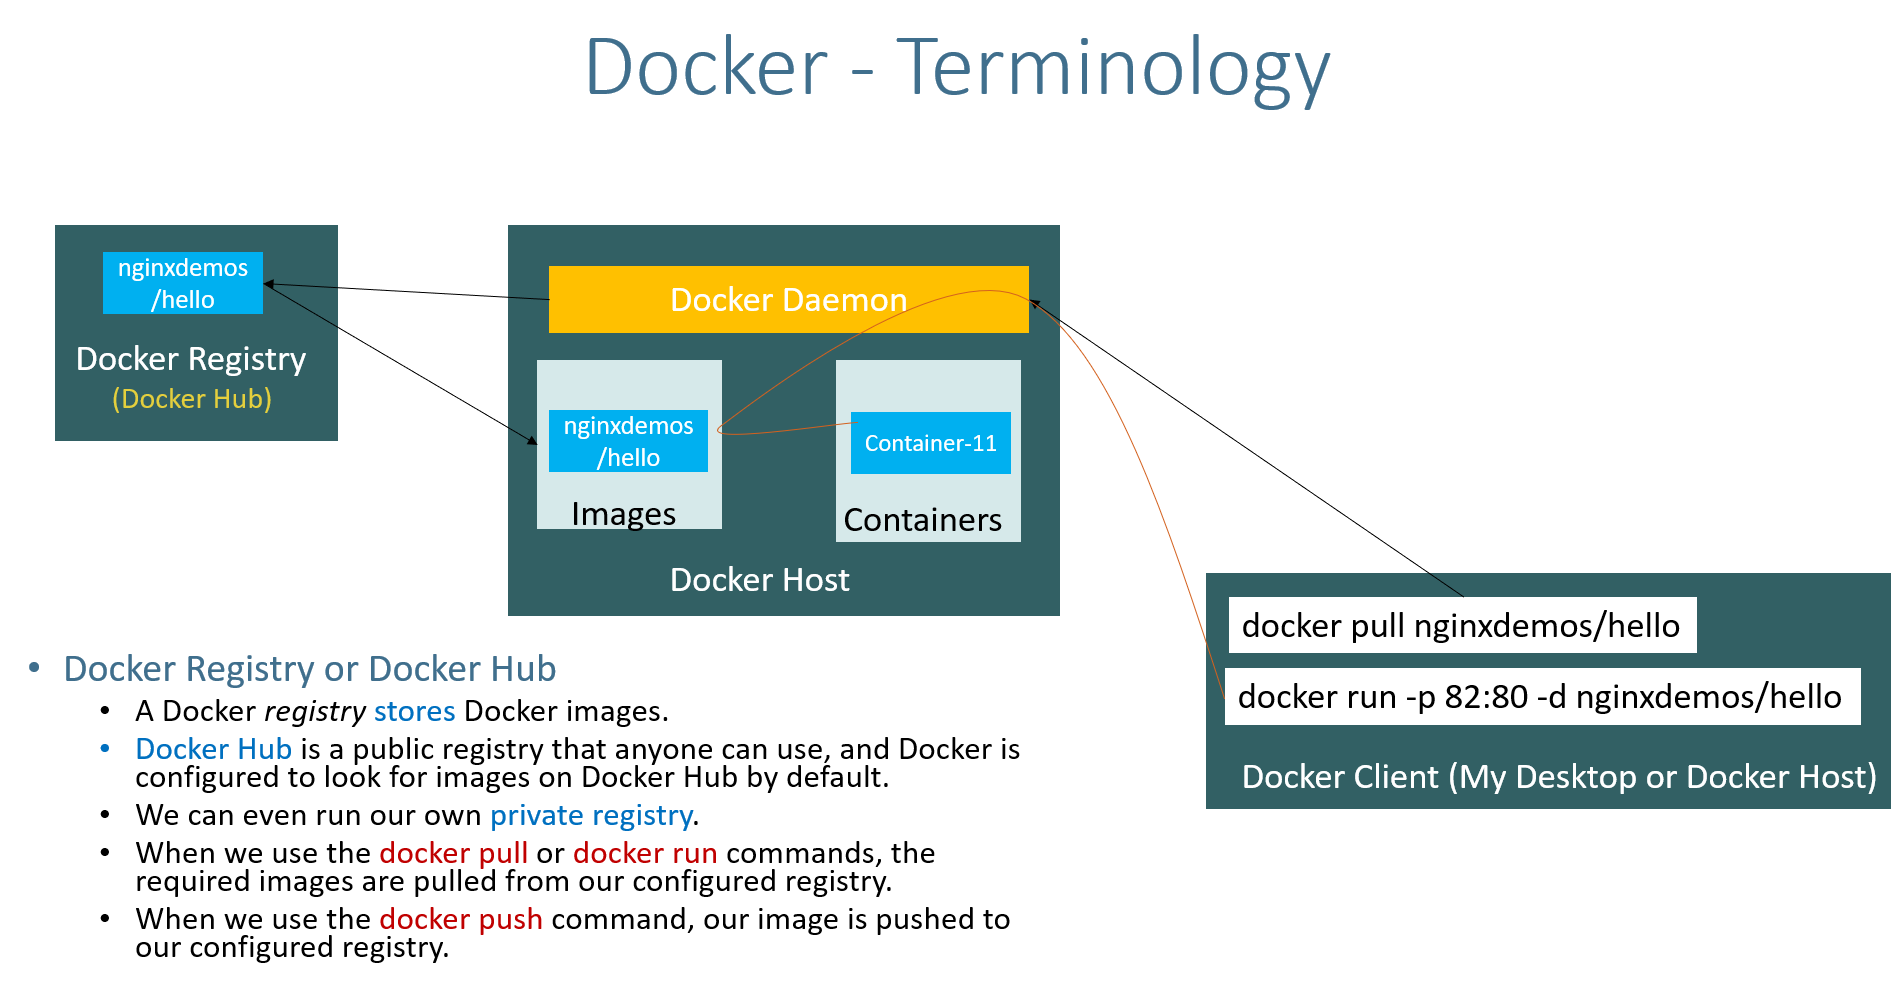 Docker - Terminology
nginxdemos
/hello
Docker Registry
(Docker Hub)
Docker Daemon
nginxdemos
/hello
Images
Container-11
Containers
Docker Host
docker pull nginxdemos/hello
docker run -p 82:80 -d nginxdemos/hello
Docker Client (My Desktop or Docker Host)
• Docker Registry or Docker Hub
• A Docker registry stores Docker images.
• Docker Hub is a public registry that anyone can use, and Docker is
configured to look for images on Docker Hub by default.
• We can even run our own private registry.
• When we use the docker pull or docker run commands, the
required images are pulled from our configured registry.
• When we use the docker push command, our image is pushed to
our configured registry.